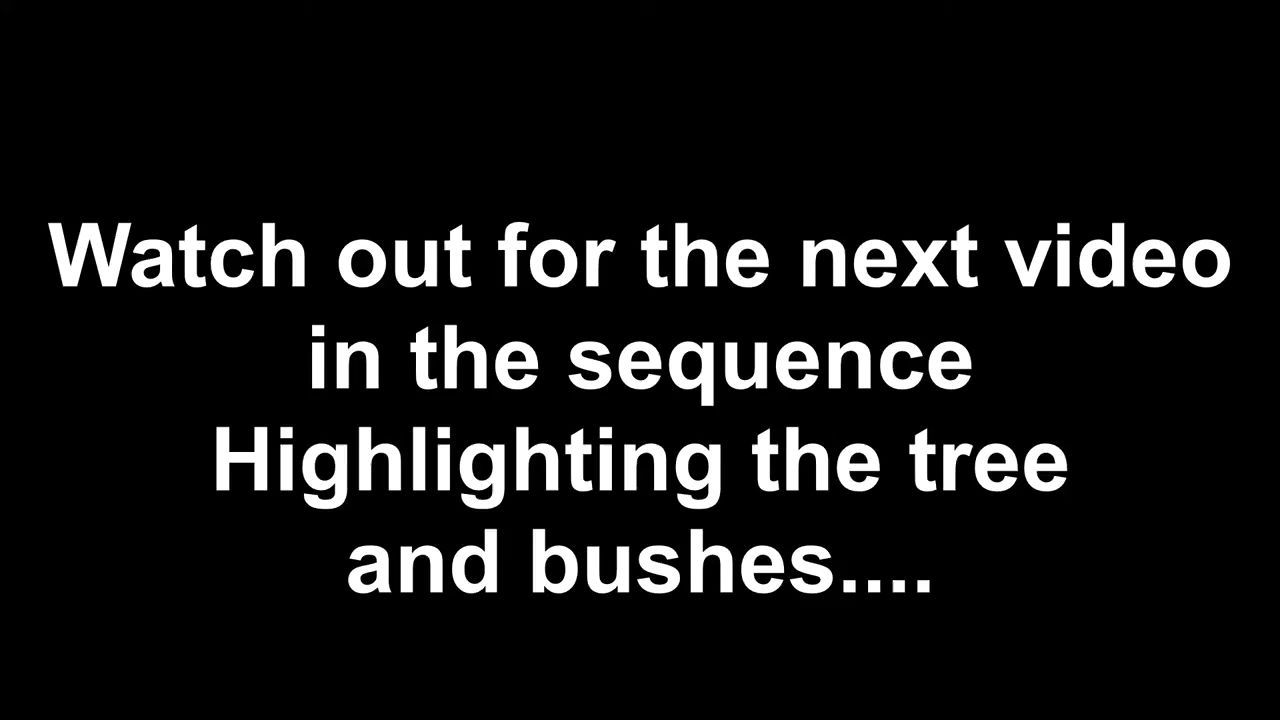 Watch out for the next video
in the sequence
Highlighting the tree
and bushes....